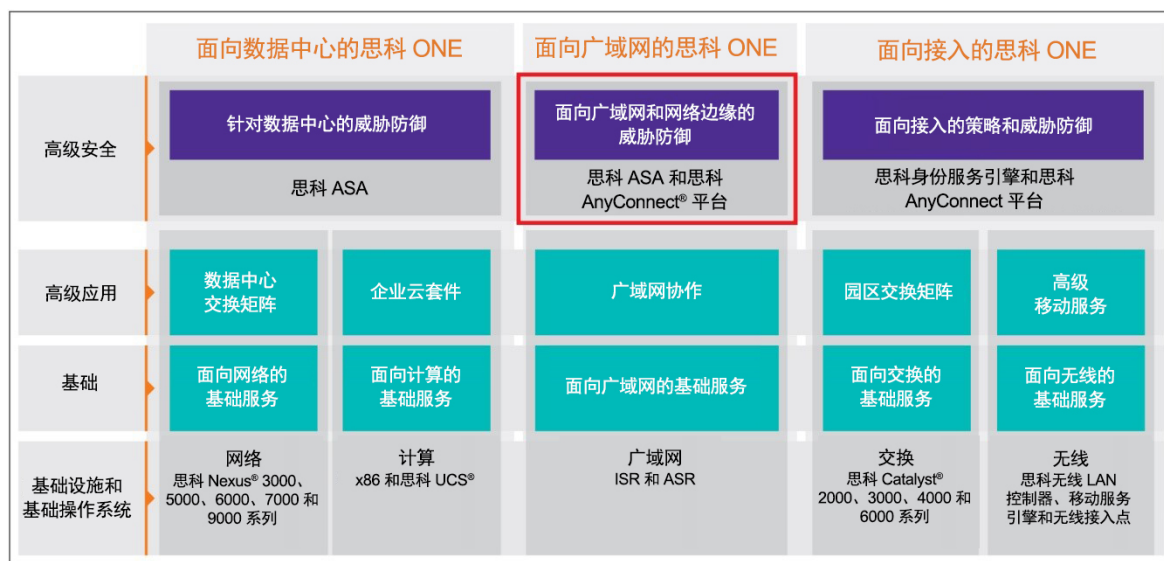 面向数据中心的思科 ONE
面向广域网的思科 ONE
面向接入的思科 ONE
高级安全
针对数据中心的威胁防御
思科 ASA
面向广域网和网络边缘的
威胁防御
思科 ASA 和思科
AnyConnect® 平台
面向接入的策略和威胁防御
思科身份服务引擎和思科
AnyConnect 平台
高级应用
数据中心
交换矩阵
企业云套件
广域网协作
园区交换矩阵
高级
移动服务
基础
面向网络的
基础服务
面向计算的
基础服务
面向广域网的基础服务
面向交换的
基础服务
面向无线的
基础服务
基础设施和
基础操作系统
网络
思科 Nexus® 3000、
5000、6000、7000 和
9000 系列
计算
x86 和思科 UCS®
广域网
ISR 和 ASR
交换
思科 Catalyst®
2000、3000、4000 和
6000 系列
无线
思科无线 LAN
控制器、移动服务
引擎和无线接入点